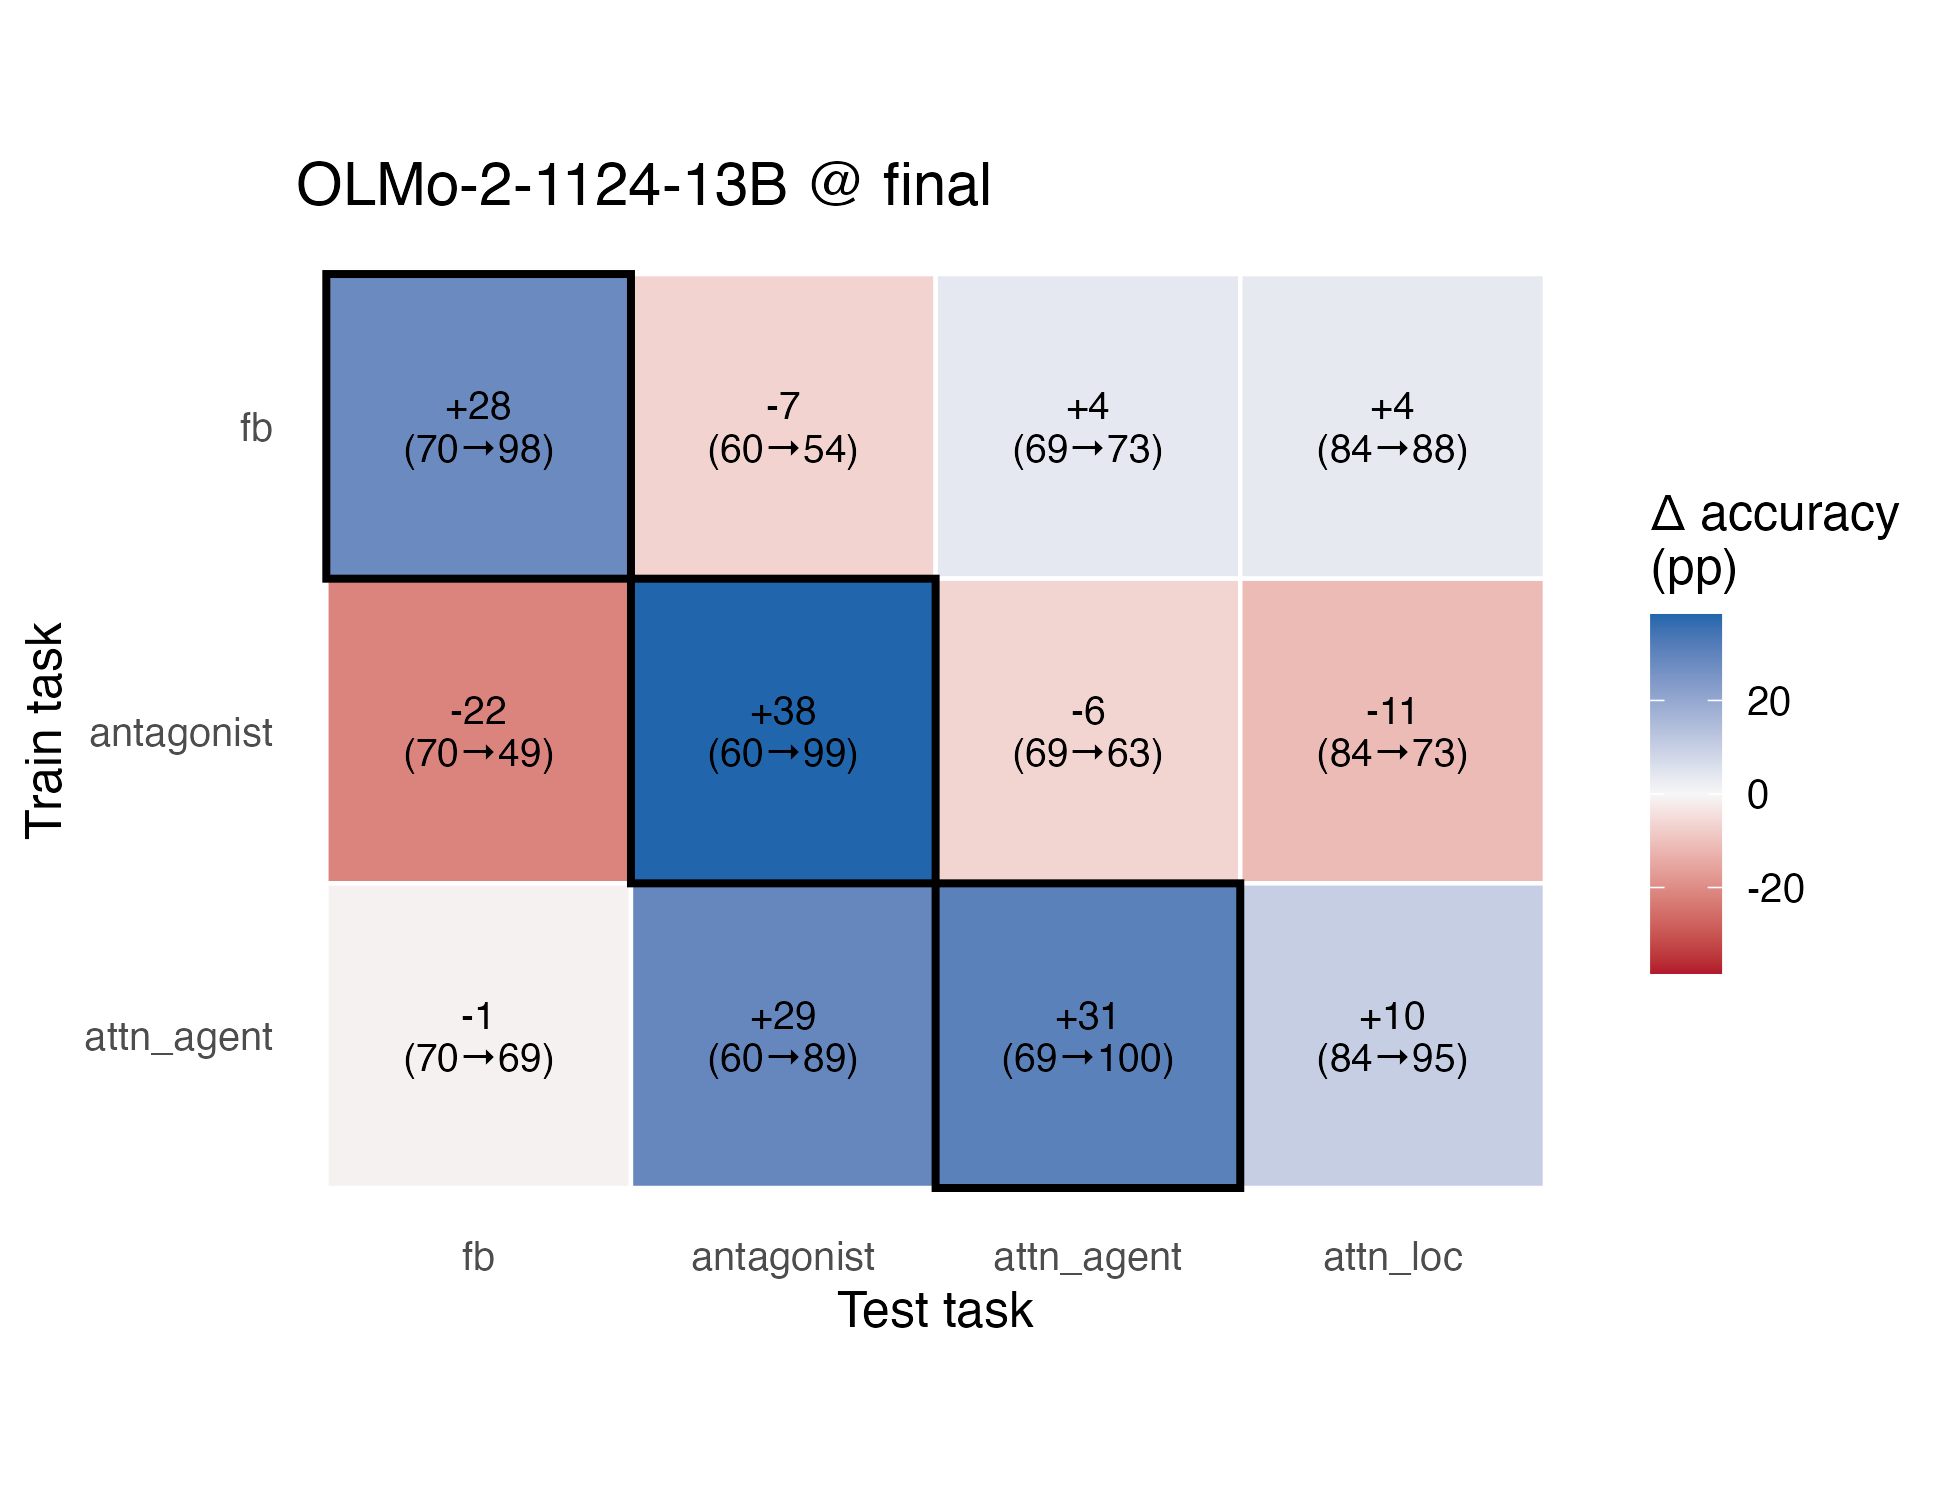 OLMo-2-1124-13B @ final
Train task
fb
+28
(70→98)
-7
(60→54)
+4
(69→73)
+4
(84→88)
antagonist
-22
(70→49)
+38
(60→99)
-6
(69→63)
-11
(84→73)
attn_agent
-1
(70→69)
+29
(60→89)
+31
(69→100)
+10
(84→95)
fb
antagonist
attn_agent
attn_loc
Test task
Δ accuracy
(pp)
20
0
-20